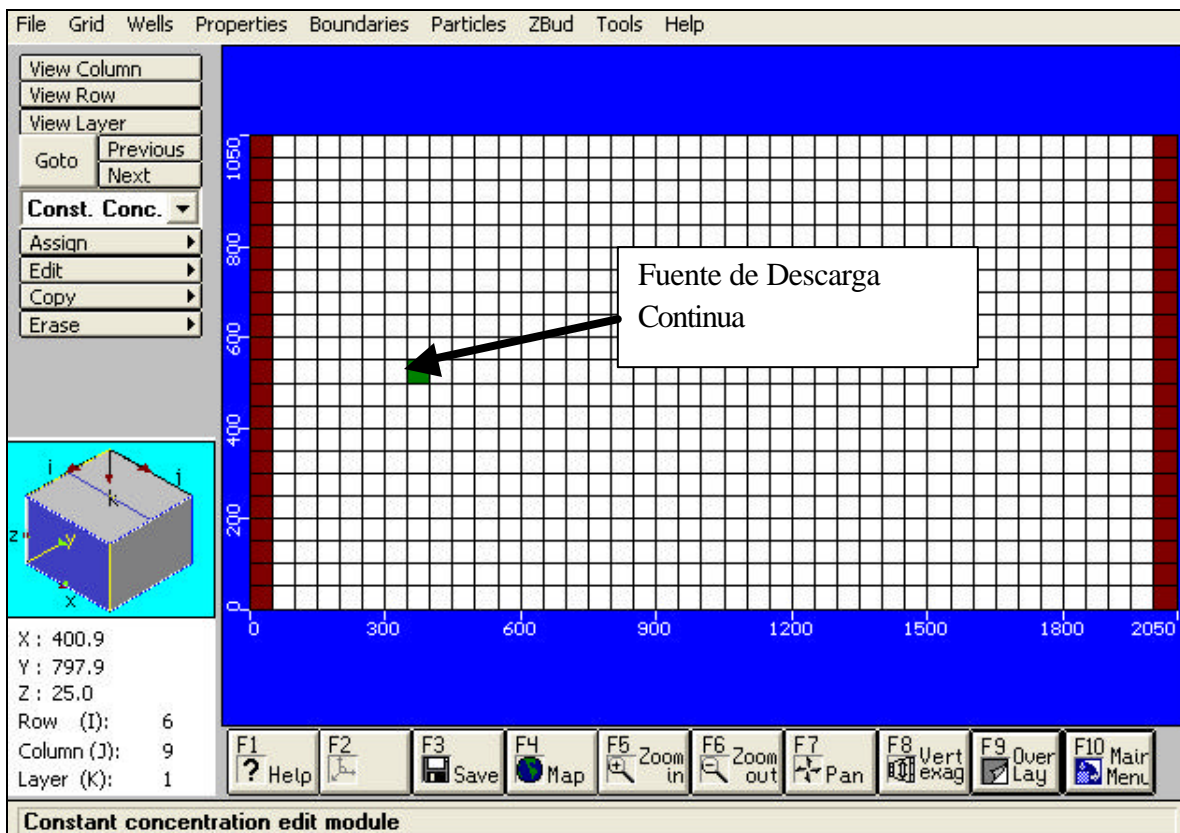 File Grid Wells Properties Boundaries Particles ZBud Tools Help
View Column
View Row
View Layer
Goto
Previous
Next
Const. Conc.
Assign
Edit
Copy
Erase
1050
800
600
400
200
0
Fuente de Descarga
Continua
0 300 600 900 1200 1500 1800 2050
i
j
k
z
y
x
X : 400.9
Y : 797.9
Z : 25.0
Row (I): 6
Column (J): 9
Layer (K): 1
F1 ? Help
F2
F3 Save
F4 Map
F5 Zoom in
F6 Zoom out
F7 Pan
F8 Vert exag
F9 Over Lay
F10 Main Menu
Constant concentration edit module